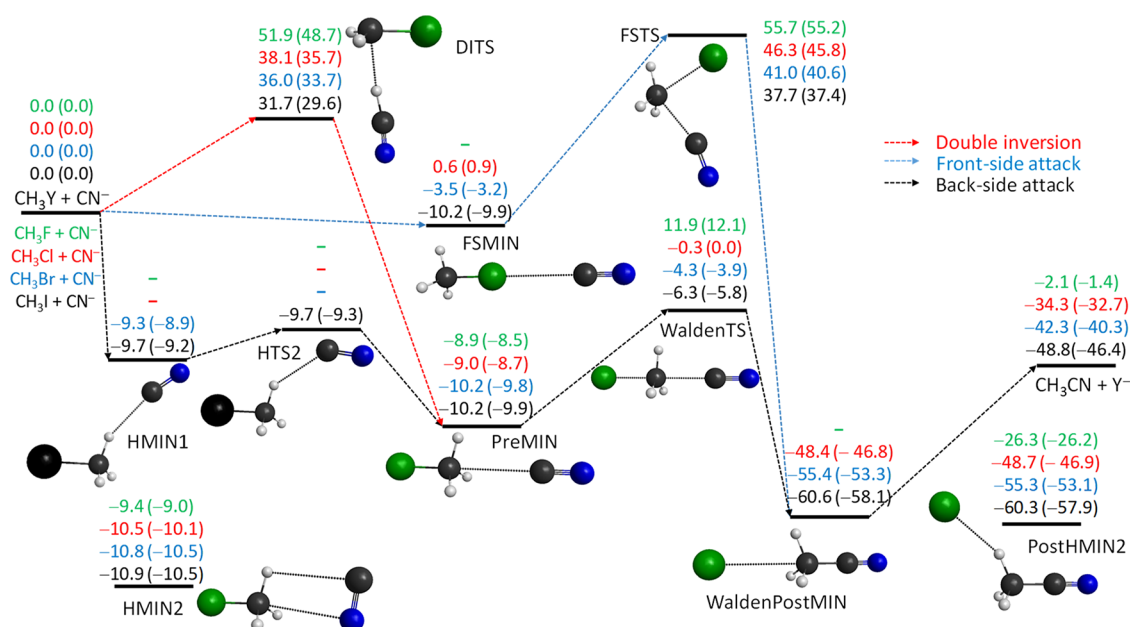 51.9 (48.7)
38.1 (35.7)
36.0 (33.7)
31.7 (29.6)
DITS
FSTS
55.7 (55.2)
46.3 (45.8)
41.0 (40.6)
37.7 (37.4)
0.0 (0.0)
0.0 (0.0)
0.0 (0.0)
0.0 (0.0)
CH₃Y + CN⁻
CH₃F + CN⁻
CH₃Cl + CN⁻
CH₃Br + CN⁻
CH₃I + CN⁻
–
0.6 (0.9)
−3.5 (−3.2)
−10.2 (−9.9)
FSMIN
Double inversion
Front-side attack
Back-side attack
–
–
−9.3 (−8.9)
−9.7 (−9.2)
HMIN1
–
–
–
−9.7 (−9.3)
HTS2
−8.9 (−8.5)
−9.0 (−8.7)
−10.2 (−9.8)
−10.2 (−9.9)
PreMIN
11.9 (12.1)
−0.3 (0.0)
−4.3 (−3.9)
−6.3 (−5.8)
WaldenTS
−2.1 (−1.4)
−34.3 (−32.7)
−42.3 (−40.3)
−48.8 (−46.4)
CH₃CN + Y⁻
–
−48.4 (− 46.8)
−55.4 (−53.3)
−60.6 (−58.1)
WaldenPostMIN
−26.3 (−26.2)
−48.7 (− 46.9)
−55.3 (−53.1)
−60.3 (−57.9)
PostHMIN2
−9.4 (−9.0)
−10.5 (−10.1)
−10.8 (−10.5)
−10.9 (−10.5)
HMIN2